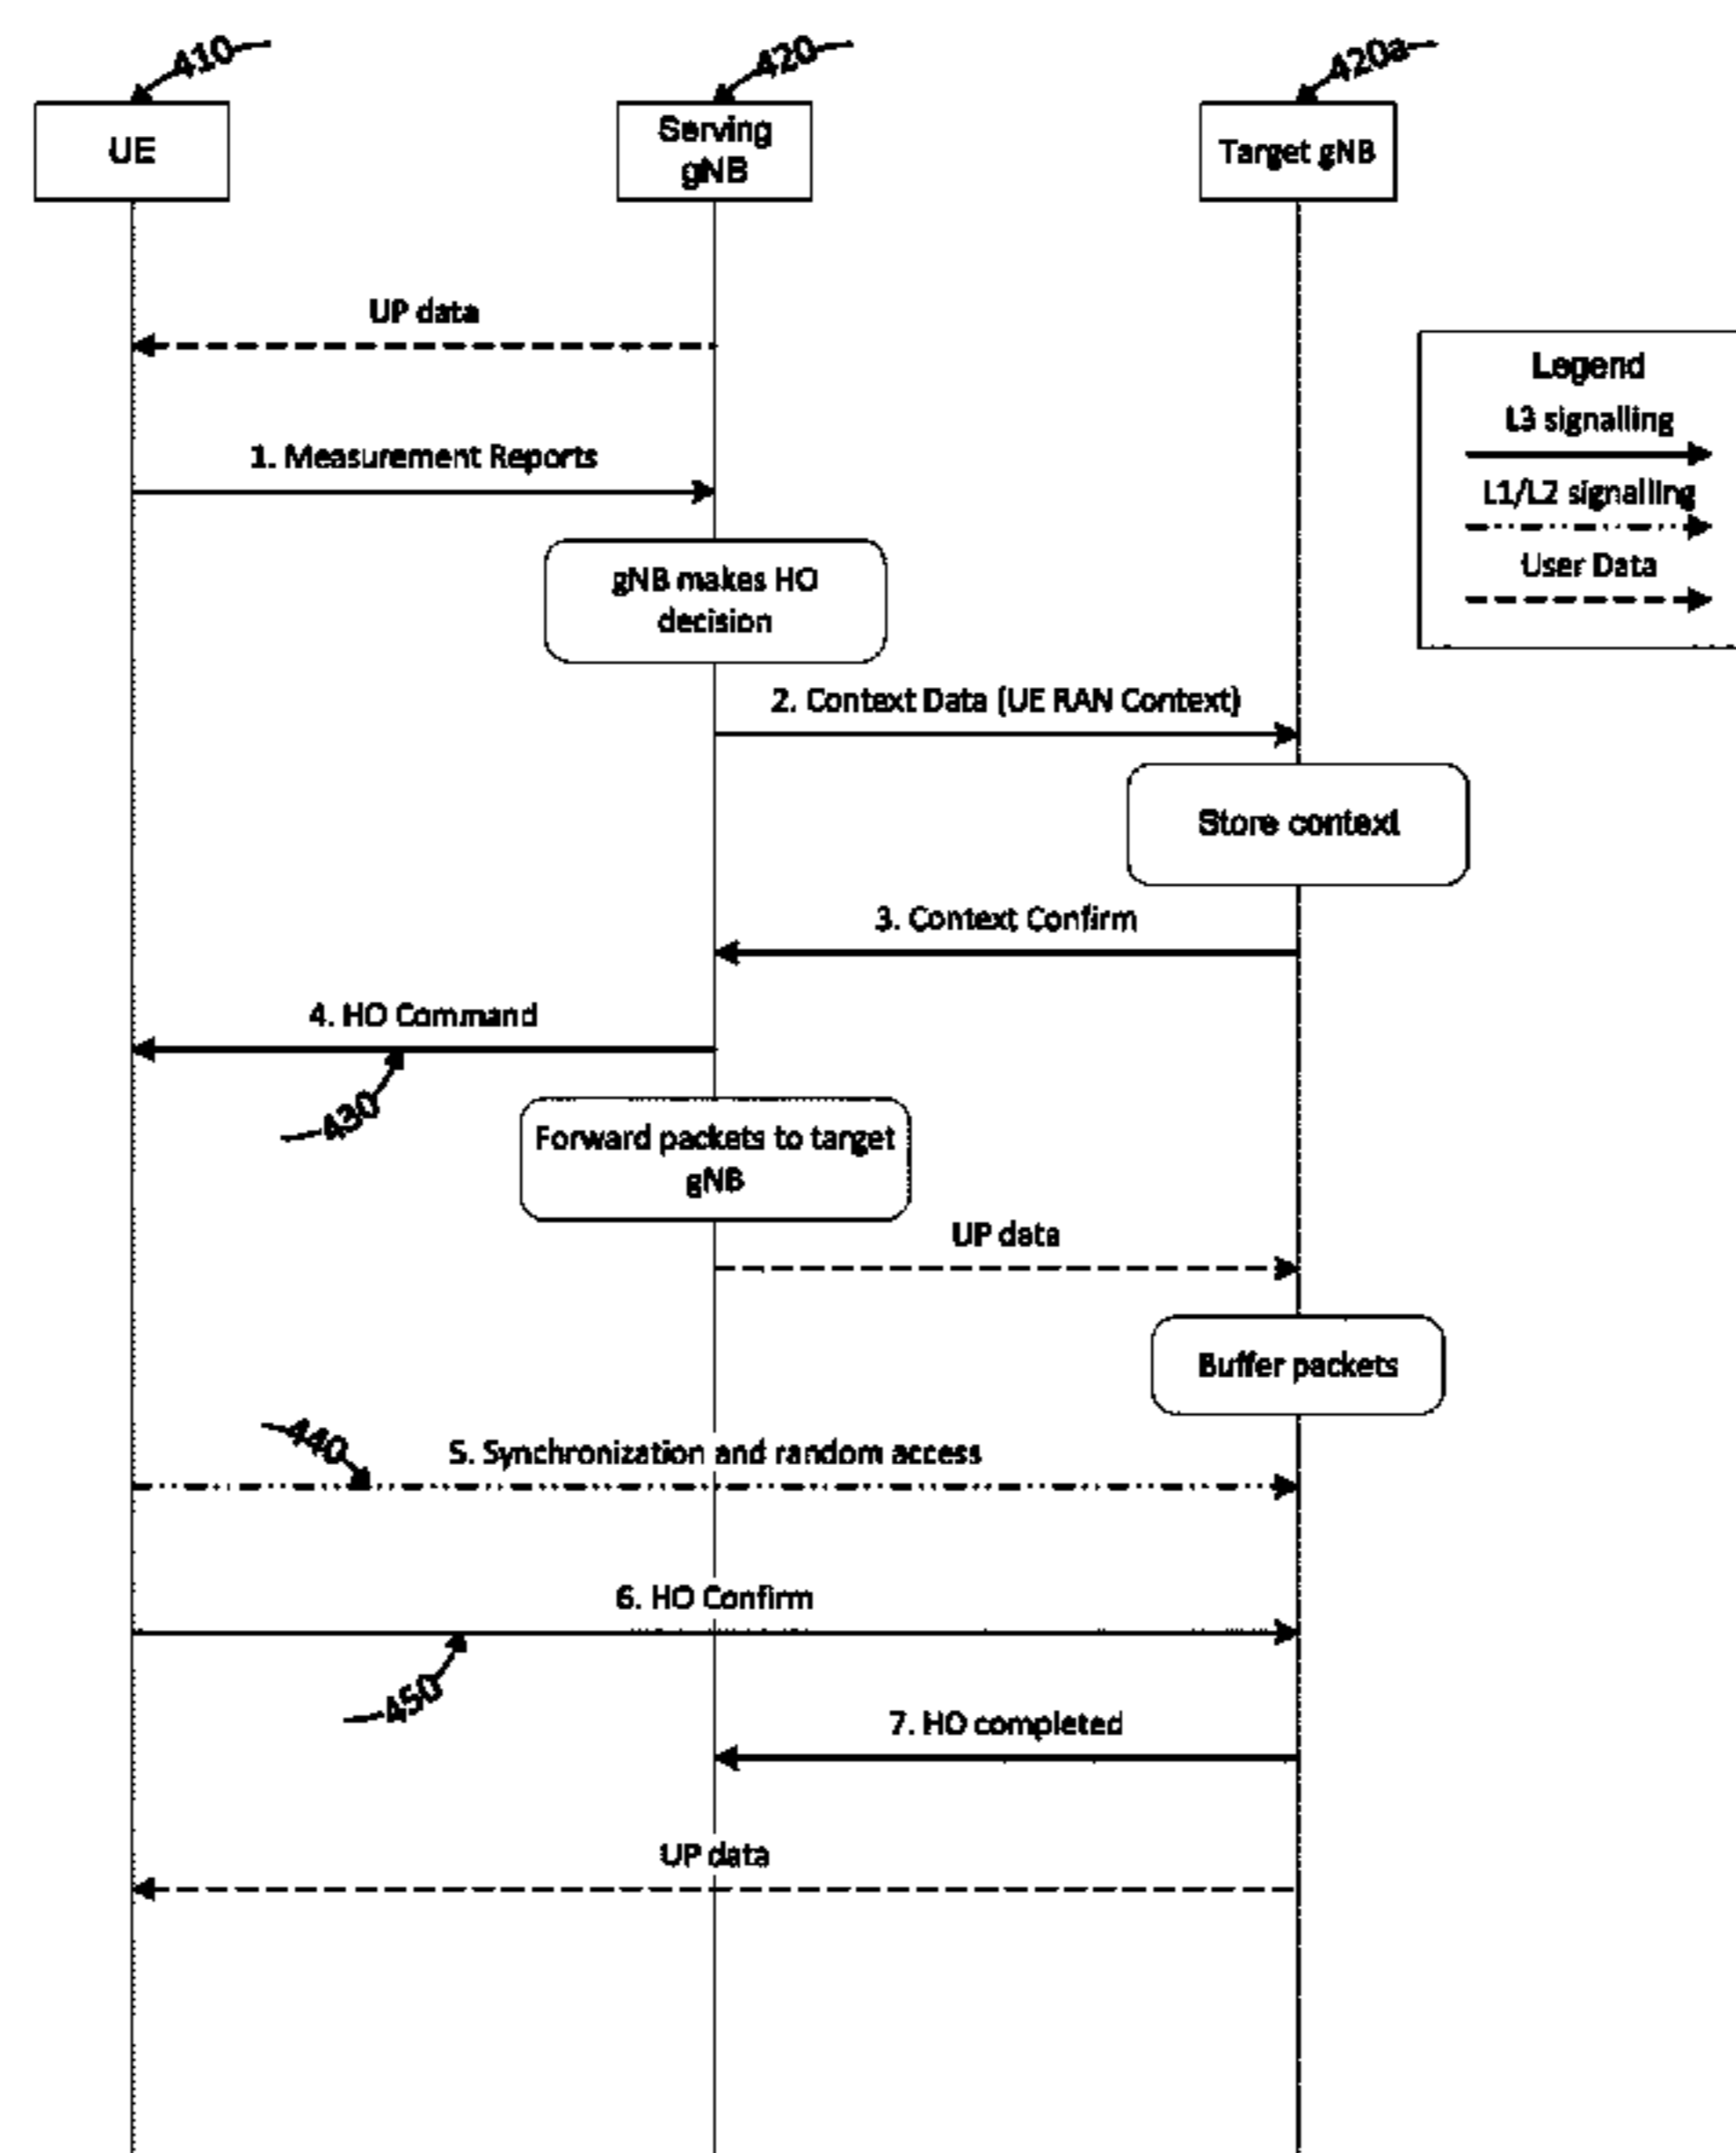 410
420
420a
UE
Serving
gNB
Target gNB
UP data
Legend
L3 signalling
L1/L2 signalling
User Data
1. Measurement Reports
gNB makes HO
decision
2. Context Data (UE RAN Context)
Store context
3. Context Confirm
4. HO Command
430
Forward packets to target
gNB
UP data
Buffer packets
440
5. Synchronization and random access
6. HO Confirm
450
7. HO completed
UP data